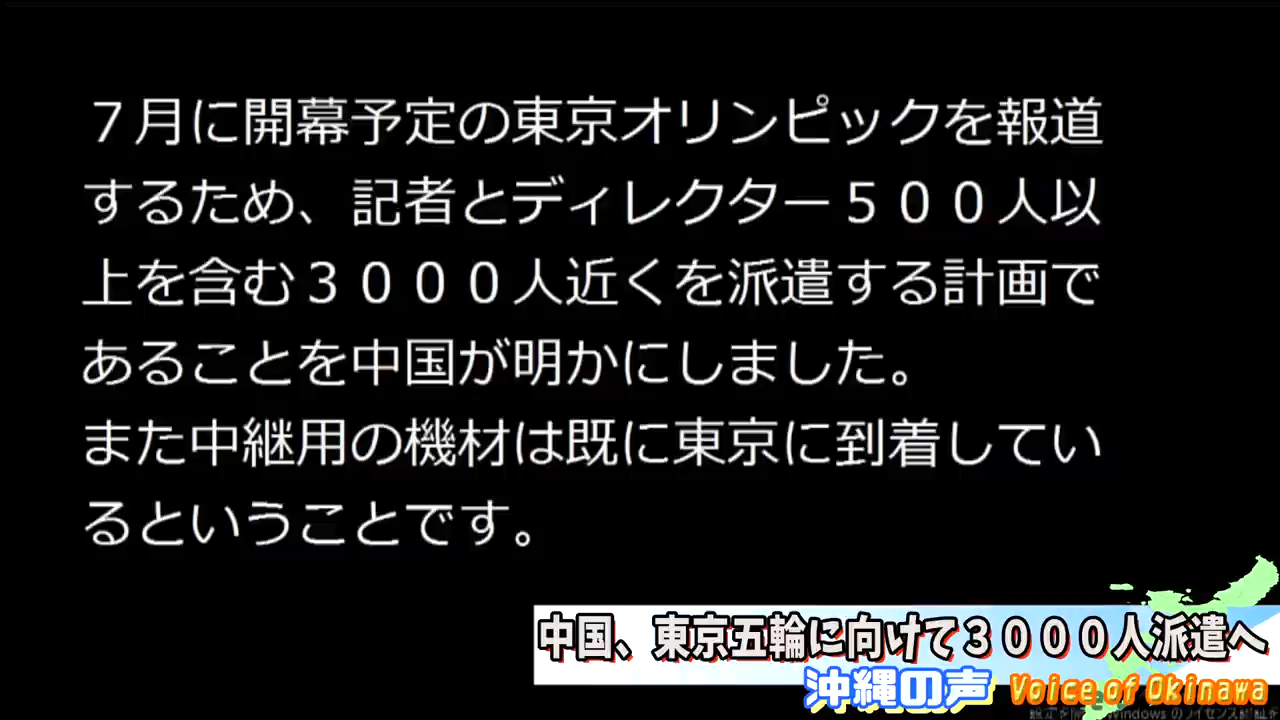 ７月に開幕予定の東京オリンピックを報道
するため、記者とディレクター５００人以
上を含む３０００人近くを派遣する計画で
あることを中国が明かにしました。
また中継用の機材は既に東京に到着してい
るということです。
中国、東京五輪に向けて３０００人派遣へ
沖縄の声 Voice of Okinawa